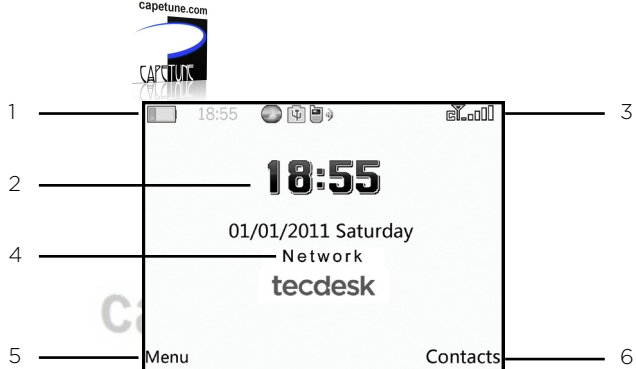 capetune.com
CAPETUNE
1
18:55
3
2
18:55
01/01/2011 Saturday
4
Network
tecdesk
5
Menu
Contacts
6